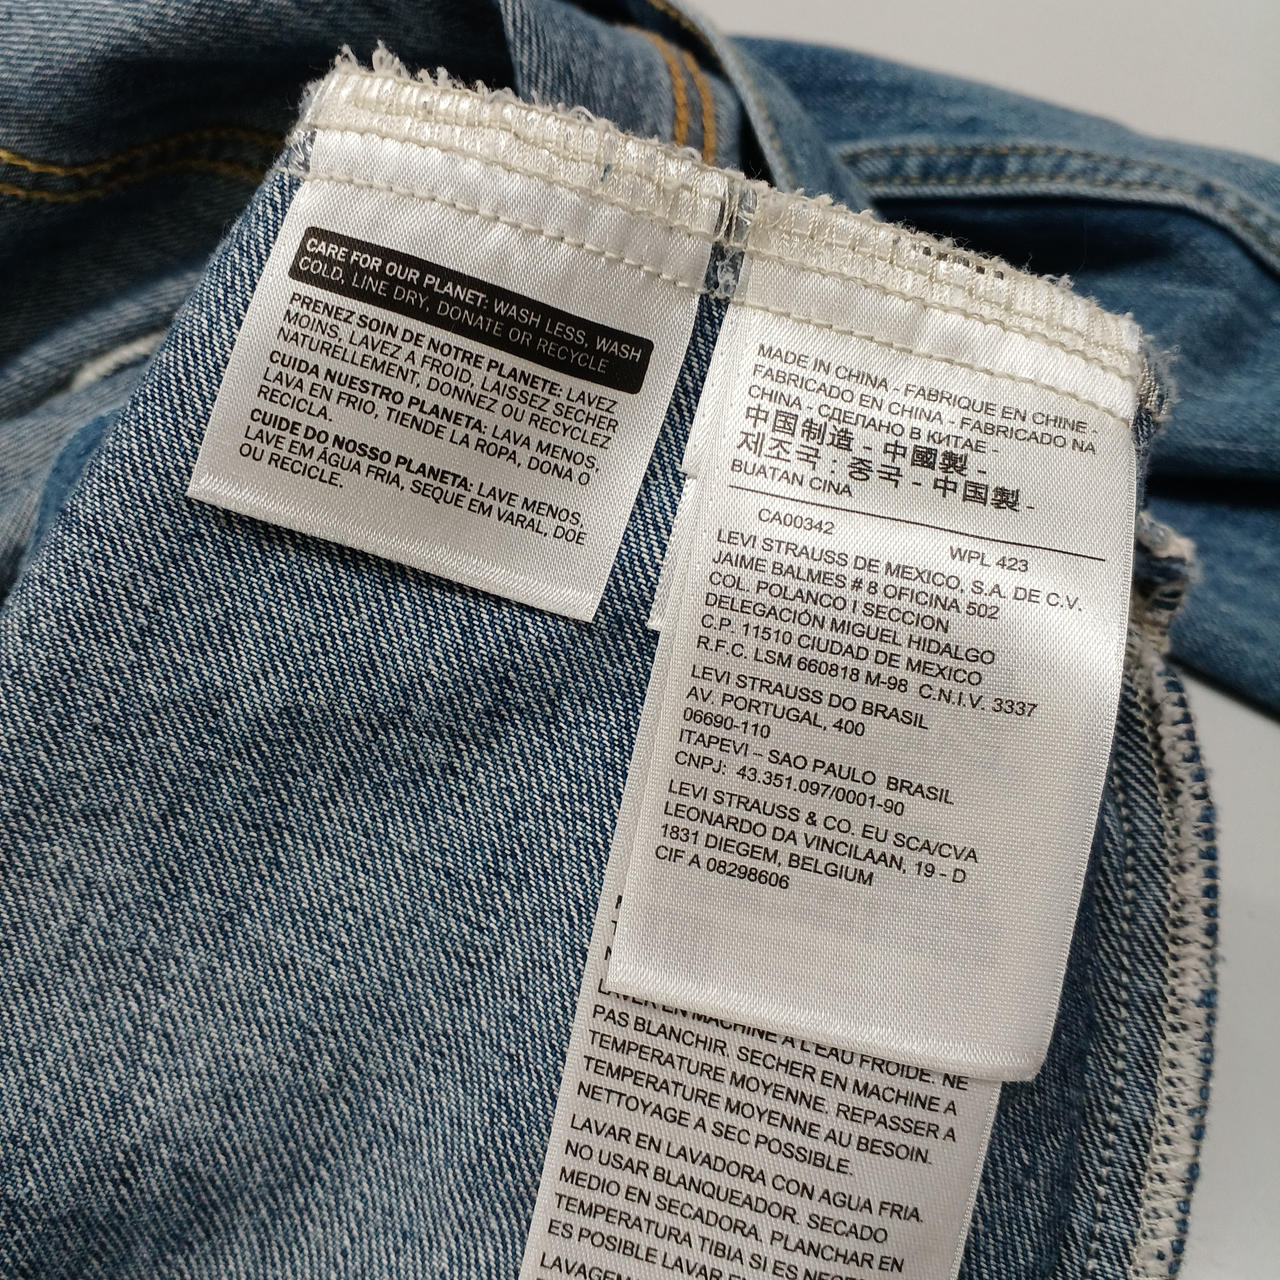 CARE FOR OUR PLANET: WASH LESS, WASH
COLD, LINE DRY, DONATE OR RECYCLE
PRENEZ SOIN DE NOTRE PLANETE: LAVEZ
MOINS, LAVEZ A FROID, LAISSEZ SECHER
NATURELLEMENT, DONNEZ OU RECYCLEZ
CUIDA NUESTRO PLANETA: LAVA MENOS,
LAVA EN FRIO, TIENDE LA ROPA, DONA O
RECICLA.
CUIDE DO NOSSO PLANETA: LAVE MENOS,
LAVE EM ÁGUA FRIA, SEQUE EM VARAL, DOE
OU RECICLE.
MADE IN CHINA - FABRIQUE EN CHINE -
FABRICADO EN CHINA - FABRICADO NA
CHINA - СДЕЛАНО В КИТАЕ -
中国制造 - 中國製 -
제조국 : 중국 - 中国製 -
BUATAN CINA
CA00342 WPL 423
LEVI STRAUSS DE MEXICO, S.A. DE C.V.
JAIME BALMES # 8 OFICINA 502
COL. POLANCO I SECCION
DELEGACIÓN MIGUEL HIDALGO
C.P. 11510 CIUDAD DE MEXICO
R.F.C. LSM 660818 M-98 C.N.I.V. 3337
LEVI STRAUSS DO BRASIL
AV. PORTUGAL, 400
06690-110
ITAPEVI – SAO PAULO BRASIL
CNPJ: 43.351.097/0001-90
LEVI STRAUSS & CO. EU SCA/CVA
LEONARDO DA VINCILAAN, 19 - D
1831 DIEGEM, BELGIUM
CIF A 08298606
LAVER EN MACHINE A L'EAU FROIDE. NE
PAS BLANCHIR. SECHER EN MACHINE A
TEMPERATURE MOYENNE. REPASSER A
TEMPERATURE MOYENNE AU BESOIN.
NETTOYAGE A SEC POSSIBLE.
LAVAR EN LAVADORA CON AGUA FRIA.
NO USAR BLANQUEADOR. SECADO
MEDIO EN SECADORA. PLANCHAR EN
TEMPERATURA TIBIA SI ES
ES POSIBLE LAVAR